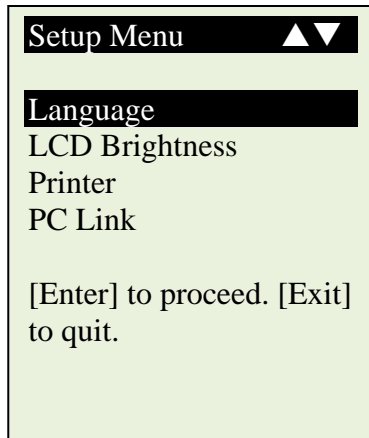 Setup Menu ▲▼
Language
LCD Brightness
Printer
PC Link
[Enter] to proceed. [Exit]
to quit.